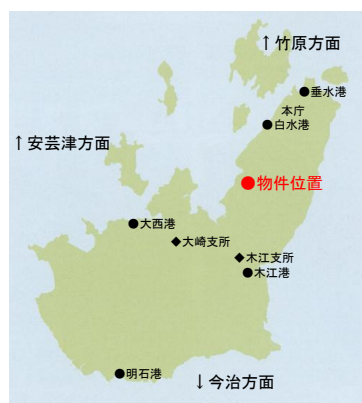 ↑竹原方面
●垂水港
本庁
●白水港
↑安芸津方面
●物件位置
●大西港
◆大崎支所
◆木江支所
●木江港
●明石港
↓今治方面